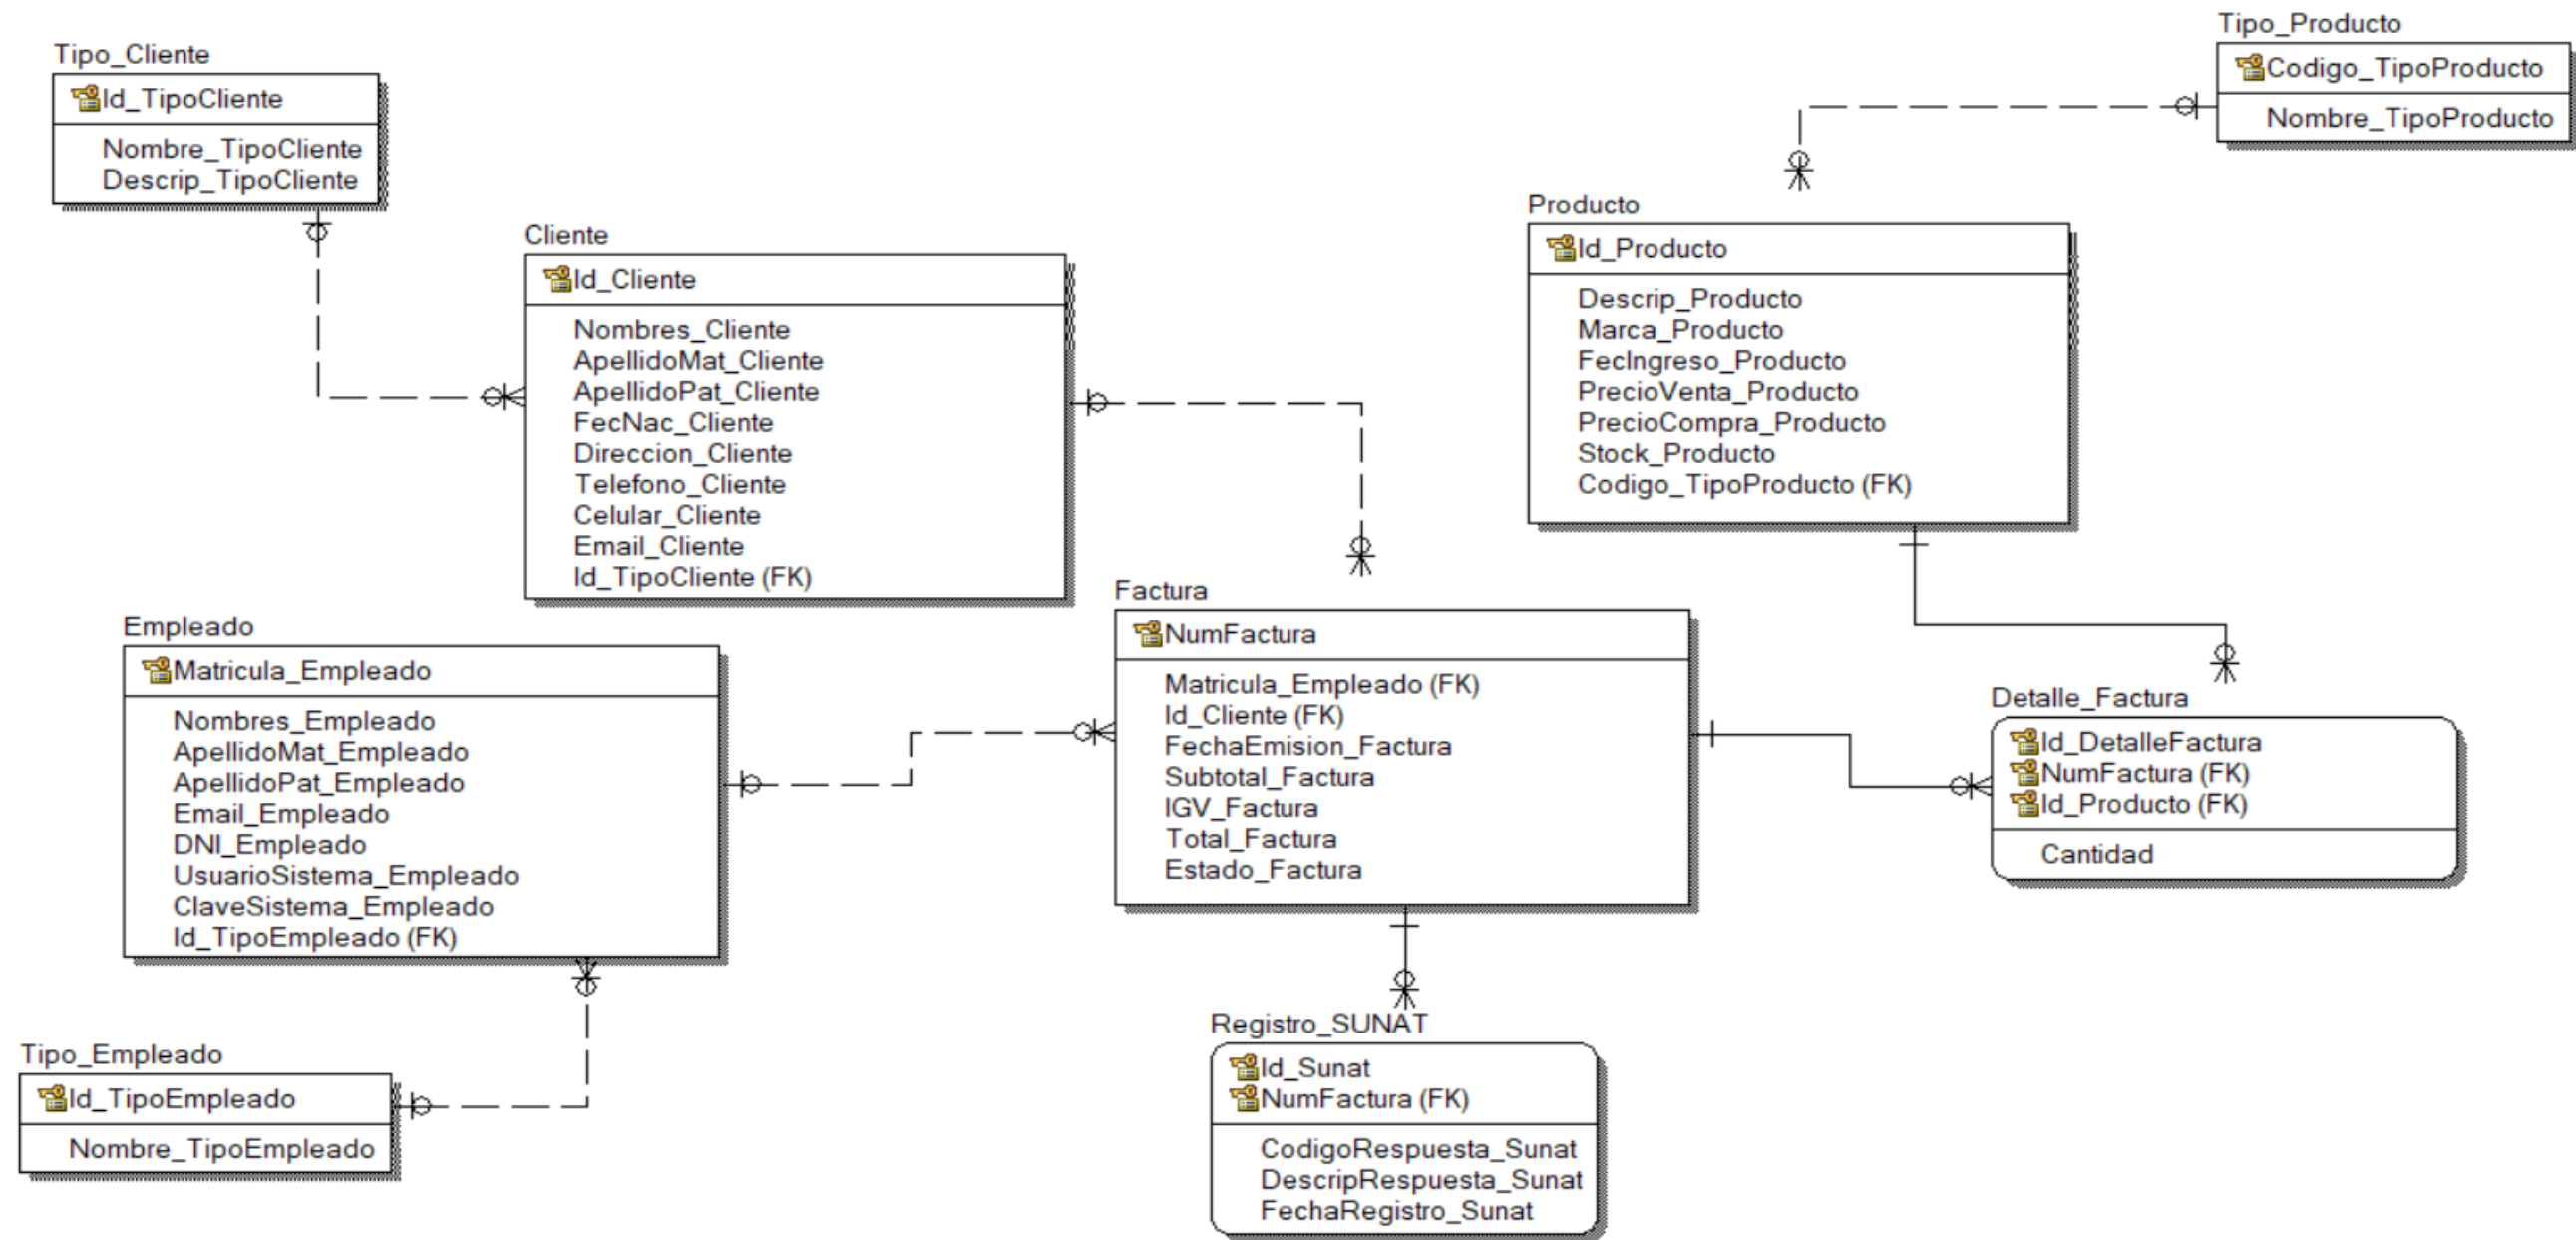 Tipo_Cliente
Id_TipoCliente
Nombre_TipoCliente
Descrip_TipoCliente
Cliente
Id_Cliente
Nombres_Cliente
ApellidoMat_Cliente
ApellidoPat_Cliente
FecNac_Cliente
Direccion_Cliente
Telefono_Cliente
Celular_Cliente
Email_Cliente
Id_TipoCliente (FK)
Tipo_Producto
Codigo_TipoProducto
Nombre_TipoProducto
Producto
Id_Producto
Descrip_Producto
Marca_Producto
FecIngreso_Producto
PrecioVenta_Producto
PrecioCompra_Producto
Stock_Producto
Codigo_TipoProducto (FK)
Empleado
Matricula_Empleado
Nombres_Empleado
ApellidoMat_Empleado
ApellidoPat_Empleado
Email_Empleado
DNI_Empleado
UsuarioSistema_Empleado
ClaveSistema_Empleado
Id_TipoEmpleado (FK)
Factura
NumFactura
Matricula_Empleado (FK)
Id_Cliente (FK)
FechaEmision_Factura
Subtotal_Factura
IGV_Factura
Total_Factura
Estado_Factura
Detalle_Factura
Id_DetalleFactura
NumFactura (FK)
Id_Producto (FK)
Cantidad
Tipo_Empleado
Id_TipoEmpleado
Nombre_TipoEmpleado
Registro_SUNAT
Id_Sunat
NumFactura (FK)
CodigoRespuesta_Sunat
DescripRespuesta_Sunat
FechaRegistro_Sunat